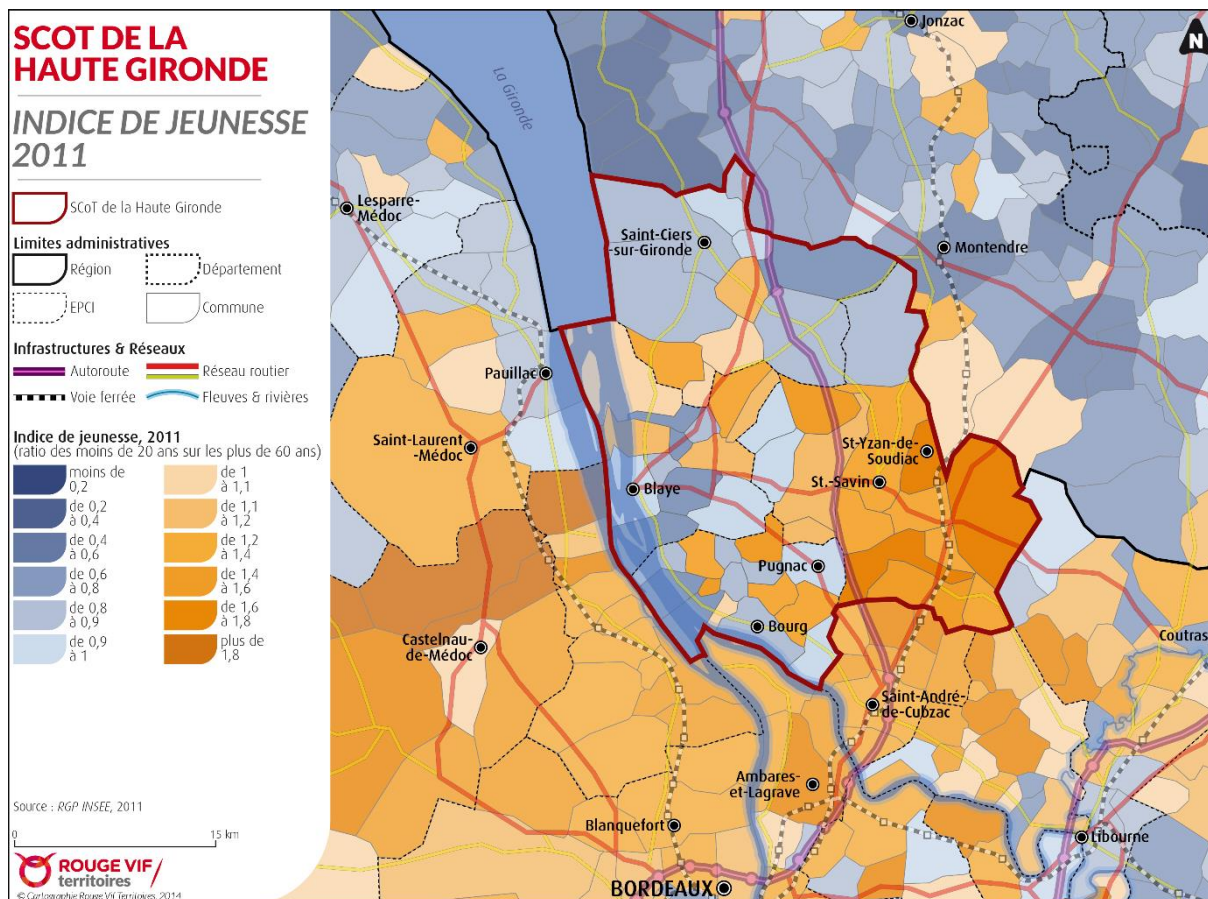 SCOT DE LA
HAUTE GIRONDE
INDICE DE JEUNESSE
2011
SCoT de la Haute Gironde
Limites administratives
Région
Département
EPCI
Commune
Infrastructures & Réseaux
Autoroute
Réseau routier
Voie ferrée
Fleuves & rivières
Indice de jeunesse, 2011
(ratio des moins de 20 ans sur les plus de 60 ans)
moins de
0,2
de 0,2
à 0,4
de 0,4
à 0,6
de 0,6
à 0,8
de 0,8
à 0,9
de 0,9
à 1
de 1
à 1,1
de 1,1
à 1,2
de 1,2
à 1,4
de 1,4
à 1,6
de 1,6
à 1,8
plus de
1,8
Source : RGP INSEE, 2011
0
15 km
ROUGE VIF/
territoires
© Cartographie Rouge Vif Territoires, 2014
Jonzac
N
La Gironde
Lesparre-
Médoc
Saint-Ciers
-sur-Gironde
Montendre
Pauillac
Saint-Laurent
-Médoc
St-Yzan-de-
Soudiac
Blaye
St.-Savin
Pugnac
Bourg
Castelnau-
de-Médoc
Coutras
Saint-André-
de-Cubzac
Ambares-
et-Lagrave
Blanquefort
Libourne
BORDEAUX